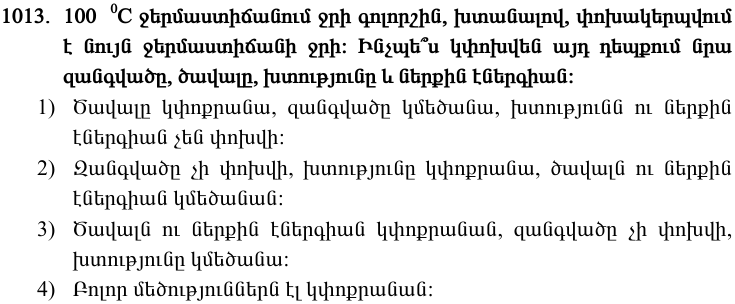 1013. 100 ⁰C ջերմաստիճանում ջրի գոլորշին, խտանալով, փոխակերպվում
է նույն ջերմաստիճանի ջրի: Ինչպե՞ս կփոխվեն այդ դեպքում նրա
զանգվածը, ծավալը, խտությունը և ներքին էներգիան:
1) Ծավալը կփոքրանա, զանգվածը կմեծանա, խտությունն ու ներքին
էներգիան չեն փոխվի:
2) Զանգվածը չի փոխվի, խտությունը կփոքրանա, ծավալն ու ներքին
էներգիան կմեծանան:
3) Ծավալն ու ներքին էներգիան կփոքրանան, զանգվածը չի փոխվի,
խտությունը կմեծանա:
4) Բոլոր մեծություններն էլ կփոքրանան: